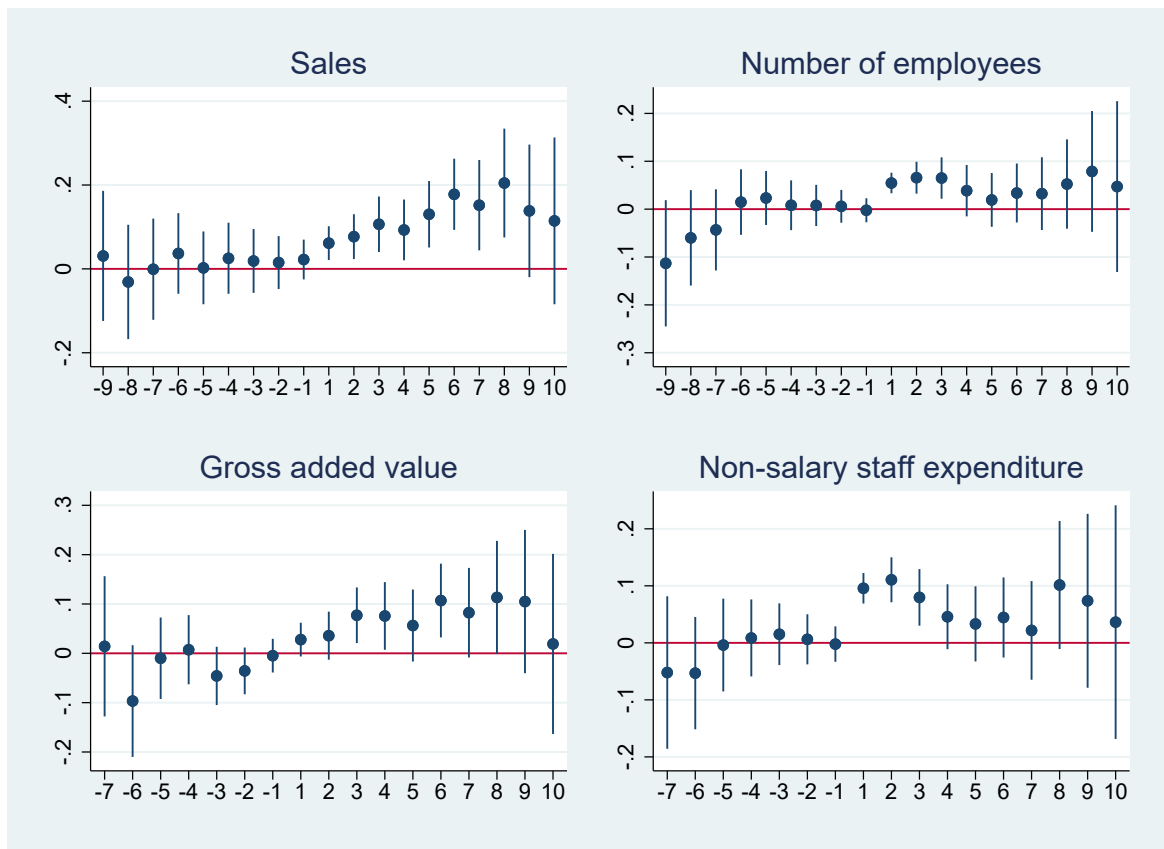 Sales
.4
.2
0
-.2
-9 -8 -7 -6 -5 -4 -3 -2 -1 1 2 3 4 5 6 7 8 9 10
Number of employees
.2
.1
0
-.1
-.2
-.3
-9 -8 -7 -6 -5 -4 -3 -2 -1 1 2 3 4 5 6 7 8 9 10
Gross added value
.3
.2
.1
0
-.1
-.2
-7 -6 -5 -4 -3 -2 -1 1 2 3 4 5 6 7 8 9 10
Non-salary staff expenditure
.2
.1
0
-.1
-.2
-7 -6 -5 -4 -3 -2 -1 1 2 3 4 5 6 7 8 9 10